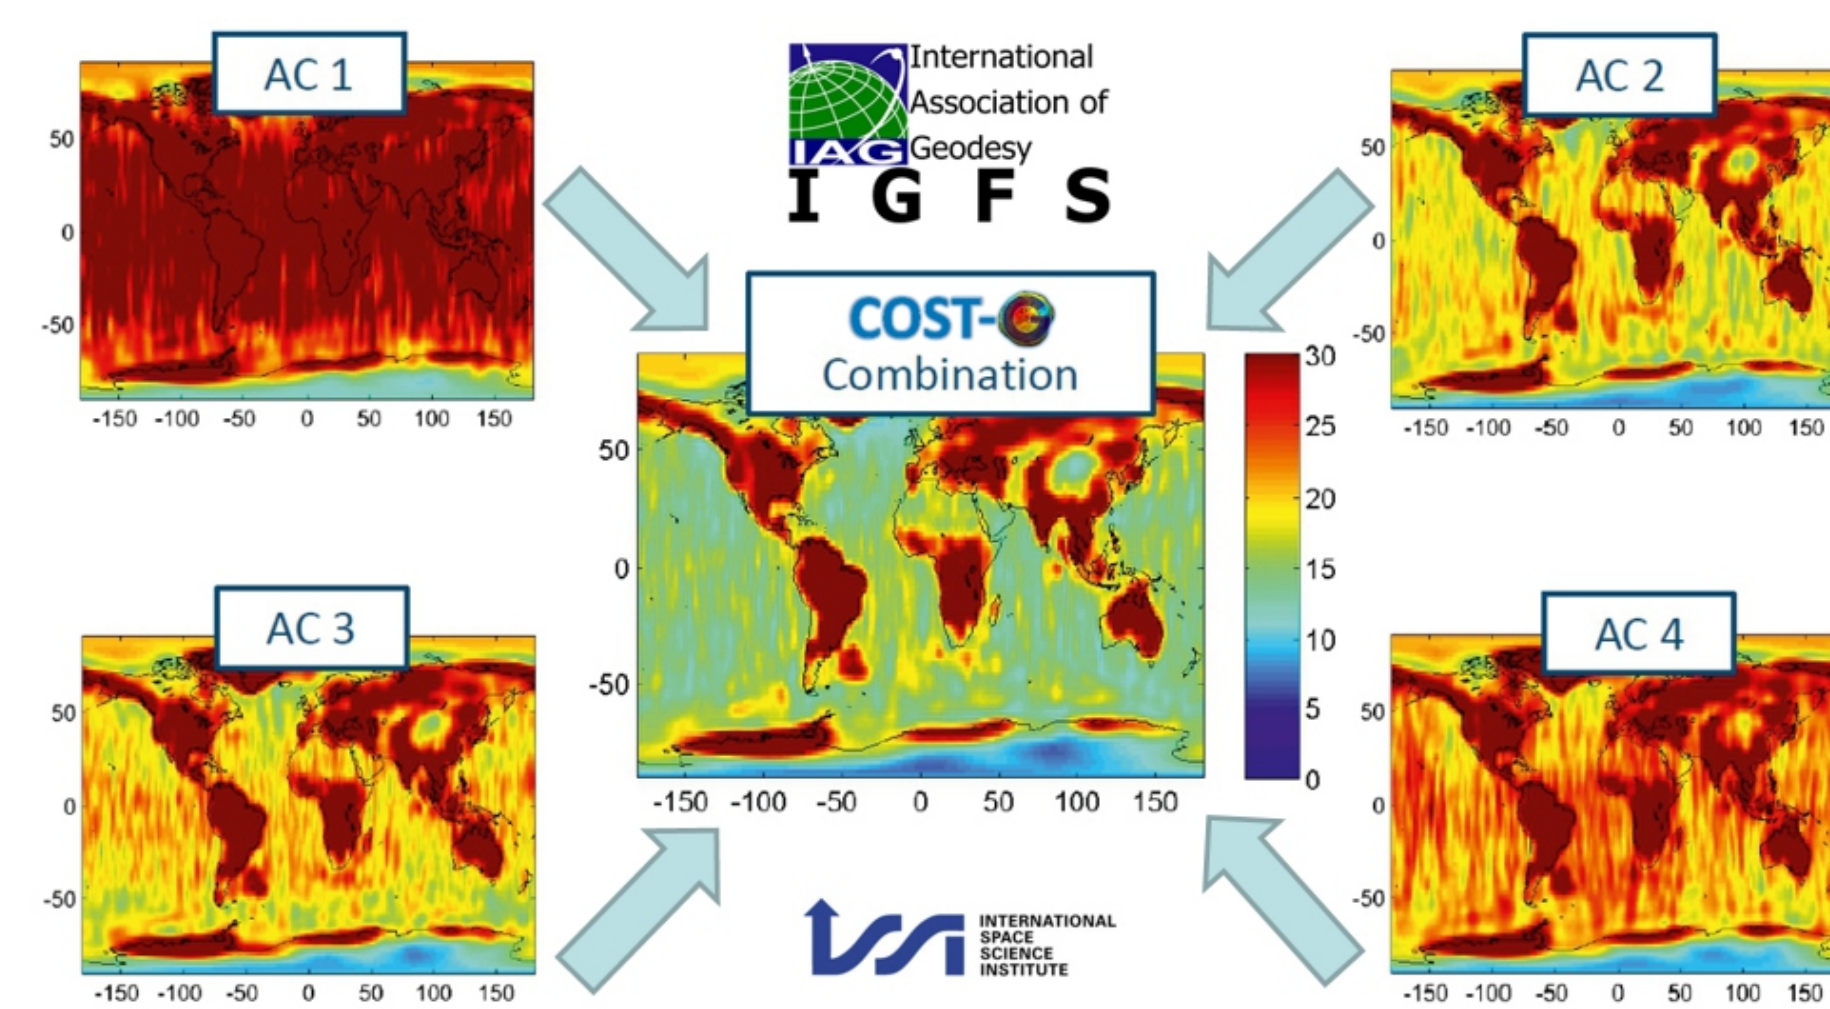 AC 1
50
0
-50
-150 -100 -50 0 50 100 150
International
Association of
Geodesy
IAG
I G F S
AC 2
50
0
-50
-150 -100 -50 0 50 100 150
COST-G
Combination
50
0
-50
-150 -100 -50 0 50 100 150
30
25
20
15
10
5
0
AC 3
50
0
-50
-150 -100 -50 0 50 100 150
ISSI
INTERNATIONAL
SPACE
SCIENCE
INSTITUTE
AC 4
50
0
-50
-150 -100 -50 0 50 100 150